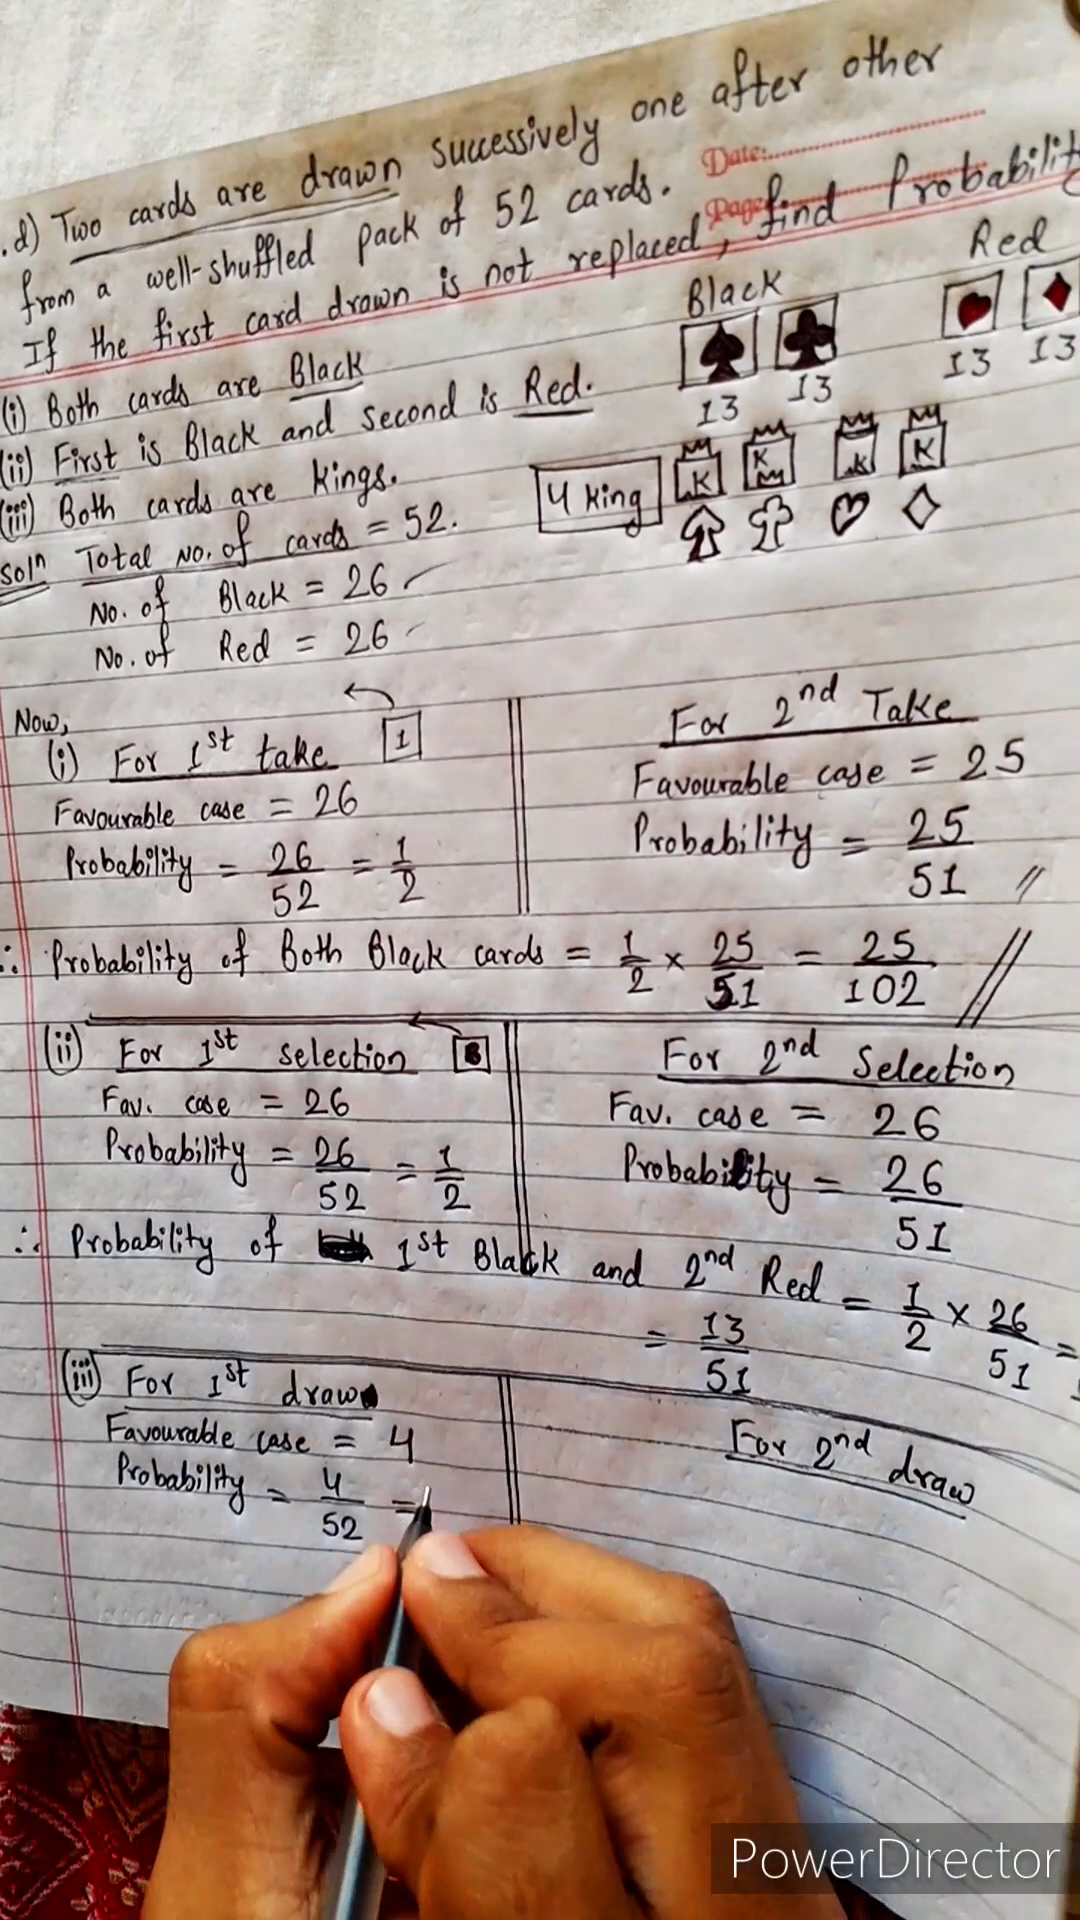 .d) Two cards are drawn successively one after other
from a well-shuffled pack of 52 cards.
If the first card drawn is not replaced, find Probability
Date:
Page:
(i) Both cards are Black
(ii) First is Black and second is Red.
(iii) Both cards are kings.
Black
13 13
Red
13 13
4 king
K K K K
Soln Total No. of cards = 52.
No. of Black = 26
No. of Red = 26
Now,
(i) For 1st take 1
Favourable case = 26
Probability = 26/52 = 1/2
For 2nd Take
Favourable case = 25
Probability = 25/51
∴ Probability of Both Black cards = 1/2 × 25/51 = 25/102
(ii) For 1st selection B
Fav. case = 26
Probability = 26/52 = 1/2
For 2nd Selection
Fav. case = 26
Probability = 26/51
∴ Probability of 1st Black and 2nd Red = 1/2 × 26/51 =
= 13/51
(iii) For 1st draw
Favourable case = 4
Probability = 4/52 =
For 2nd draw
PowerDirector